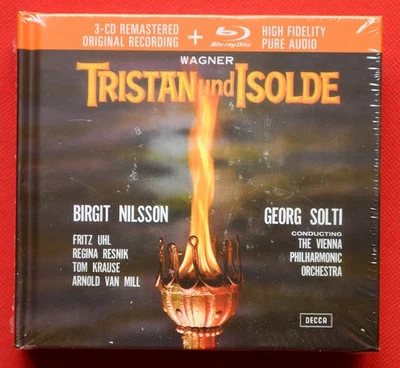 3-CD REMASTERED
ORIGINAL RECORDING
+
Blu-ray Disc
HIGH FIDELITY
PURE AUDIO
WAGNER
TRISTAN und ISOLDE
BIRGIT NILSSON
FRITZ UHL
REGINA RESNIK
TOM KRAUSE
ARNOLD VAN MILL
GEORG SOLTI
CONDUCTING
THE VIENNA
PHILHARMONIC
ORCHESTRA
DECCA